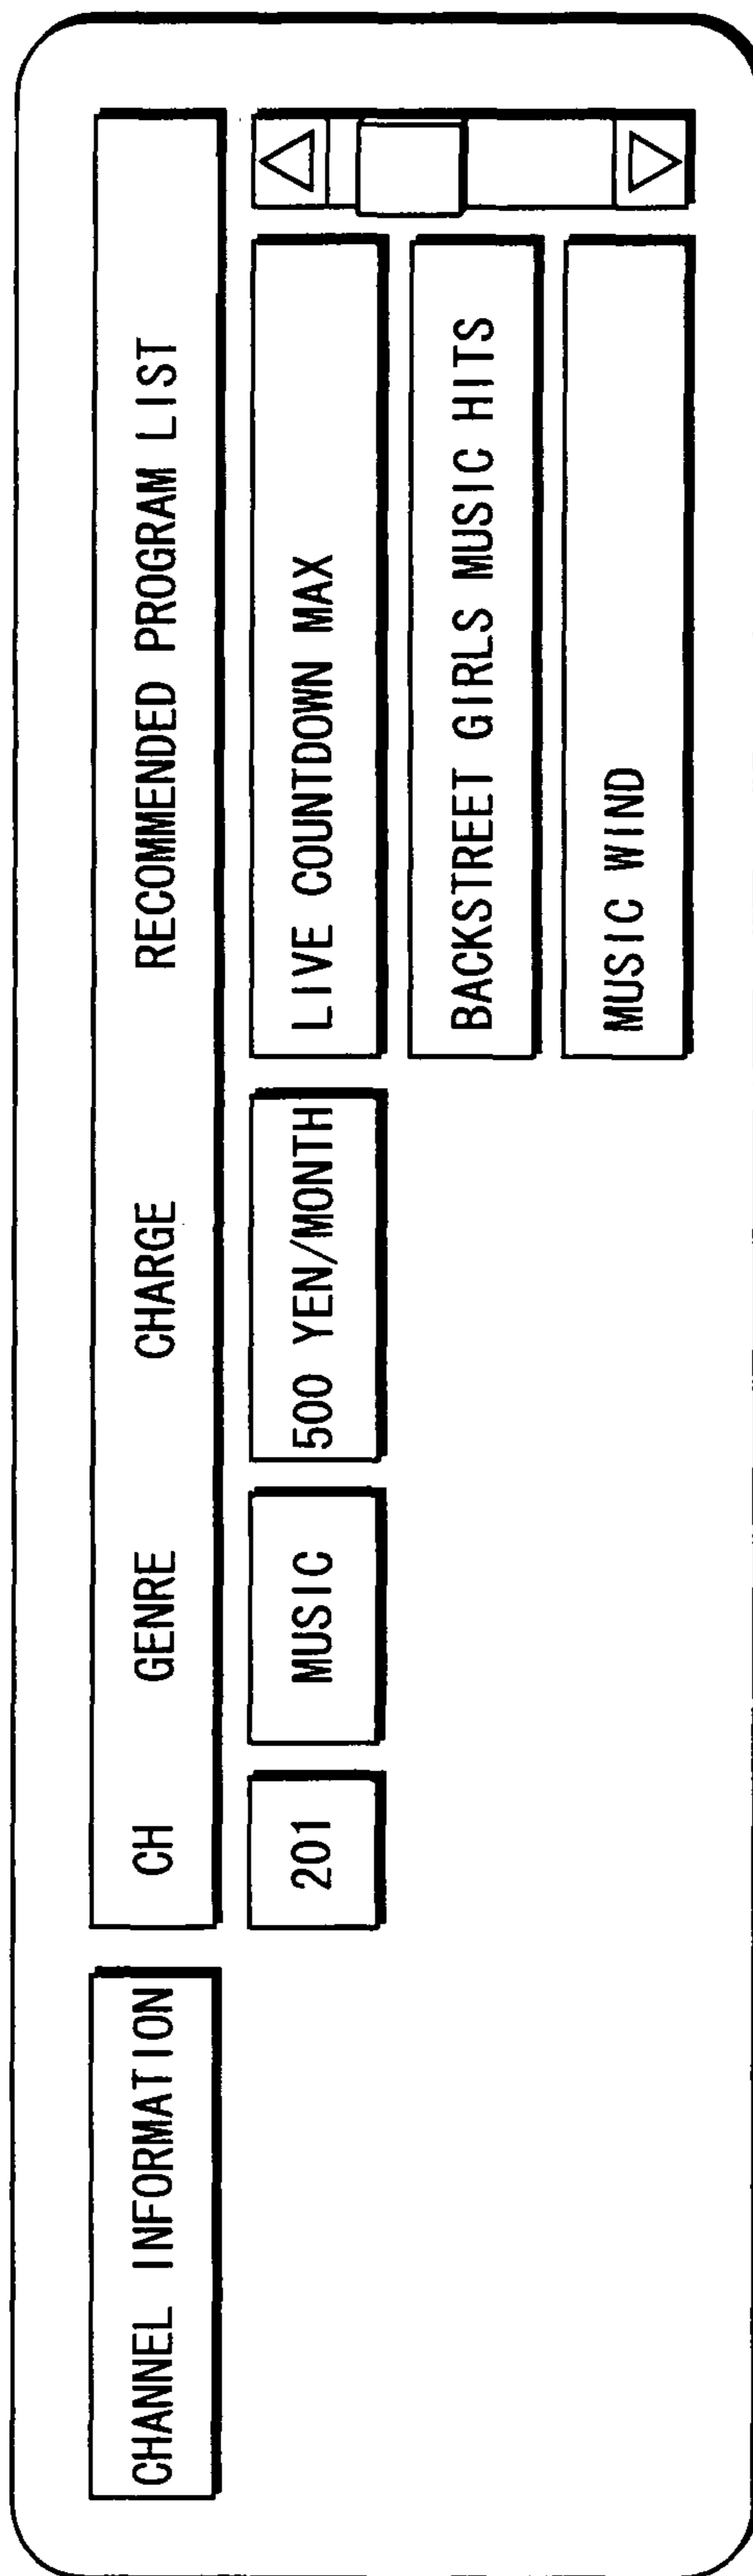 CHANNEL INFORMATION
CH GENRE CHARGE RECOMMENDED PROGRAM LIST
201 MUSIC 500 YEN/MONTH LIVE COUNTDOWN MAX
BACKSTREET GIRLS MUSIC HITS
MUSIC WIND